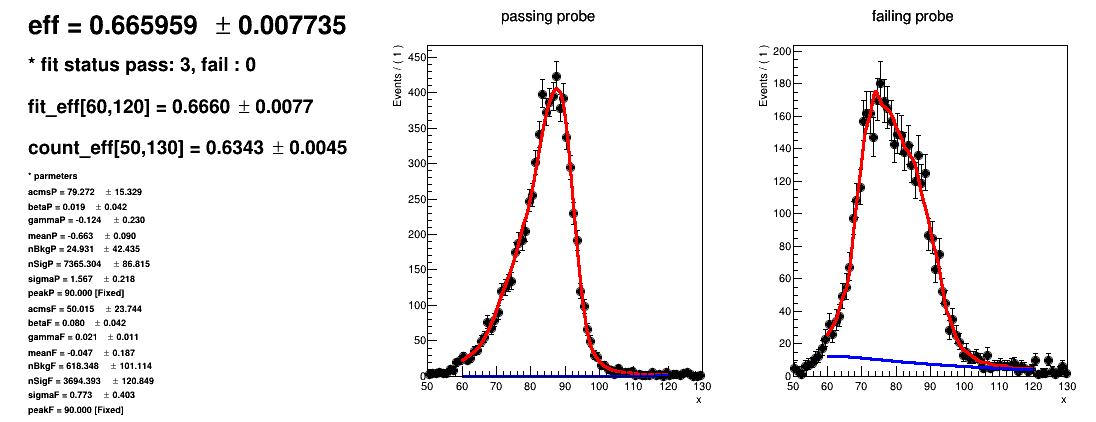 eff = 0.665959 ± 0.007735
* fit status pass: 3, fail : 0
fit_eff[60,120] = 0.6660 ± 0.0077
count_eff[50,130] = 0.6343 ± 0.0045
* parmeters
acmsP = 79.272 ± 15.329
betaP = 0.019 ± 0.042
gammaP = -0.124 ± 0.230
meanP = -0.663 ± 0.090
nBkgP = 24.931 ± 42.435
nSigP = 7365.304 ± 86.815
sigmaP = 1.567 ± 0.218
peakP = 90.000 [Fixed]
acmsF = 50.015 ± 23.744
betaF = 0.080 ± 0.042
gammaF = 0.021 ± 0.011
meanF = -0.047 ± 0.187
nBkgF = 618.348 ± 101.114
nSigF = 3694.393 ± 120.849
sigmaF = 0.773 ± 0.403
peakF = 90.000 [Fixed]
passing probe
Events / ( 1 )
450
400
350
300
250
200
150
100
50
0
50 60 70 80 90 100 110 120 130
x
failing probe
Events / ( 1 )
200
180
160
140
120
100
80
60
40
20
0
50 60 70 80 90 100 110 120 130
x